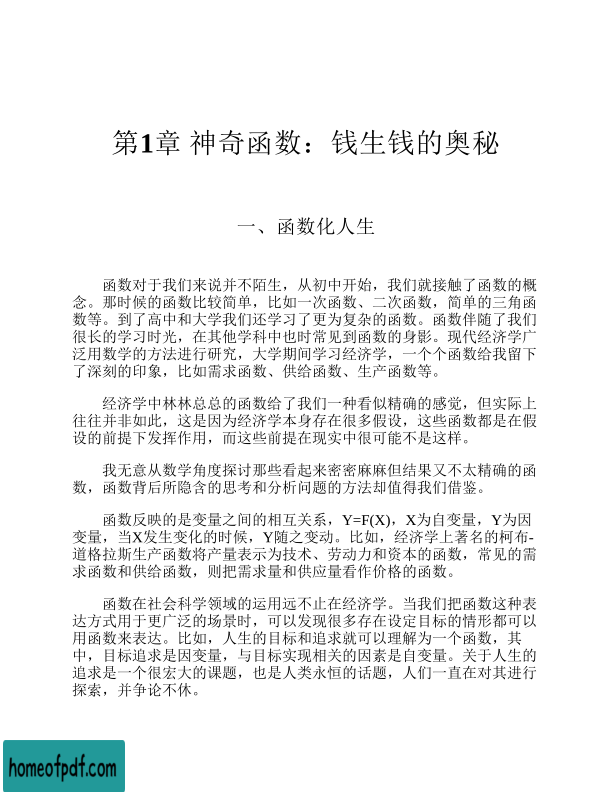 第1章 神奇函数：钱生钱的奥秘
一、函数化人生
函数对于我们来说并不陌生，从初中开始，我们就接触了函数的概
念。那时候的函数比较简单，比如一次函数、二次函数，简单的三角函
数等。到了高中和大学我们还学习了更为复杂的函数。函数伴随了我们
很长的学习时光，在其他学科中也时常见到函数的身影。现代经济学广
泛用数学的方法进行研究，大学期间学习经济学，一个个函数给我留下
了深刻的印象，比如需求函数、供给函数、生产函数等。
经济学中林林总总的函数给了我们一种看似精确的感觉，但实际上
往往并非如此，这是因为经济学本身存在很多假设，这些函数都是在假
设的前提下发挥作用，而这些前提在现实中很可能不是这样。
我无意从数学角度探讨那些看起来密密麻麻但结果又不太精确的函
数，函数背后所隐含的思考和分析问题的方法却值得我们借鉴。
函数反映的是变量之间的相互关系，Y=F(X)，X为自变量，Y为因
变量，当X发生变化的时候，Y随之变动。比如，经济学上著名的柯布-
道格拉斯生产函数将产量表示为技术、劳动力和资本的函数，常见的需
求函数和供给函数，则把需求量和供应量看作价格的函数。
函数在社会科学领域的运用远不止在经济学。当我们把函数这种表
达方式用于更广泛的场景时，可以发现很多存在设定目标的情形都可以
用函数来表达。比如，人生的目标和追求就可以理解为一个函数，其
中，目标追求是因变量，与目标实现相关的因素是自变量。关于人生的
追求是一个很宏大的课题，也是人类永恒的话题，人们一直在对其进行
探索，并争论不休。
homeofpdf.com